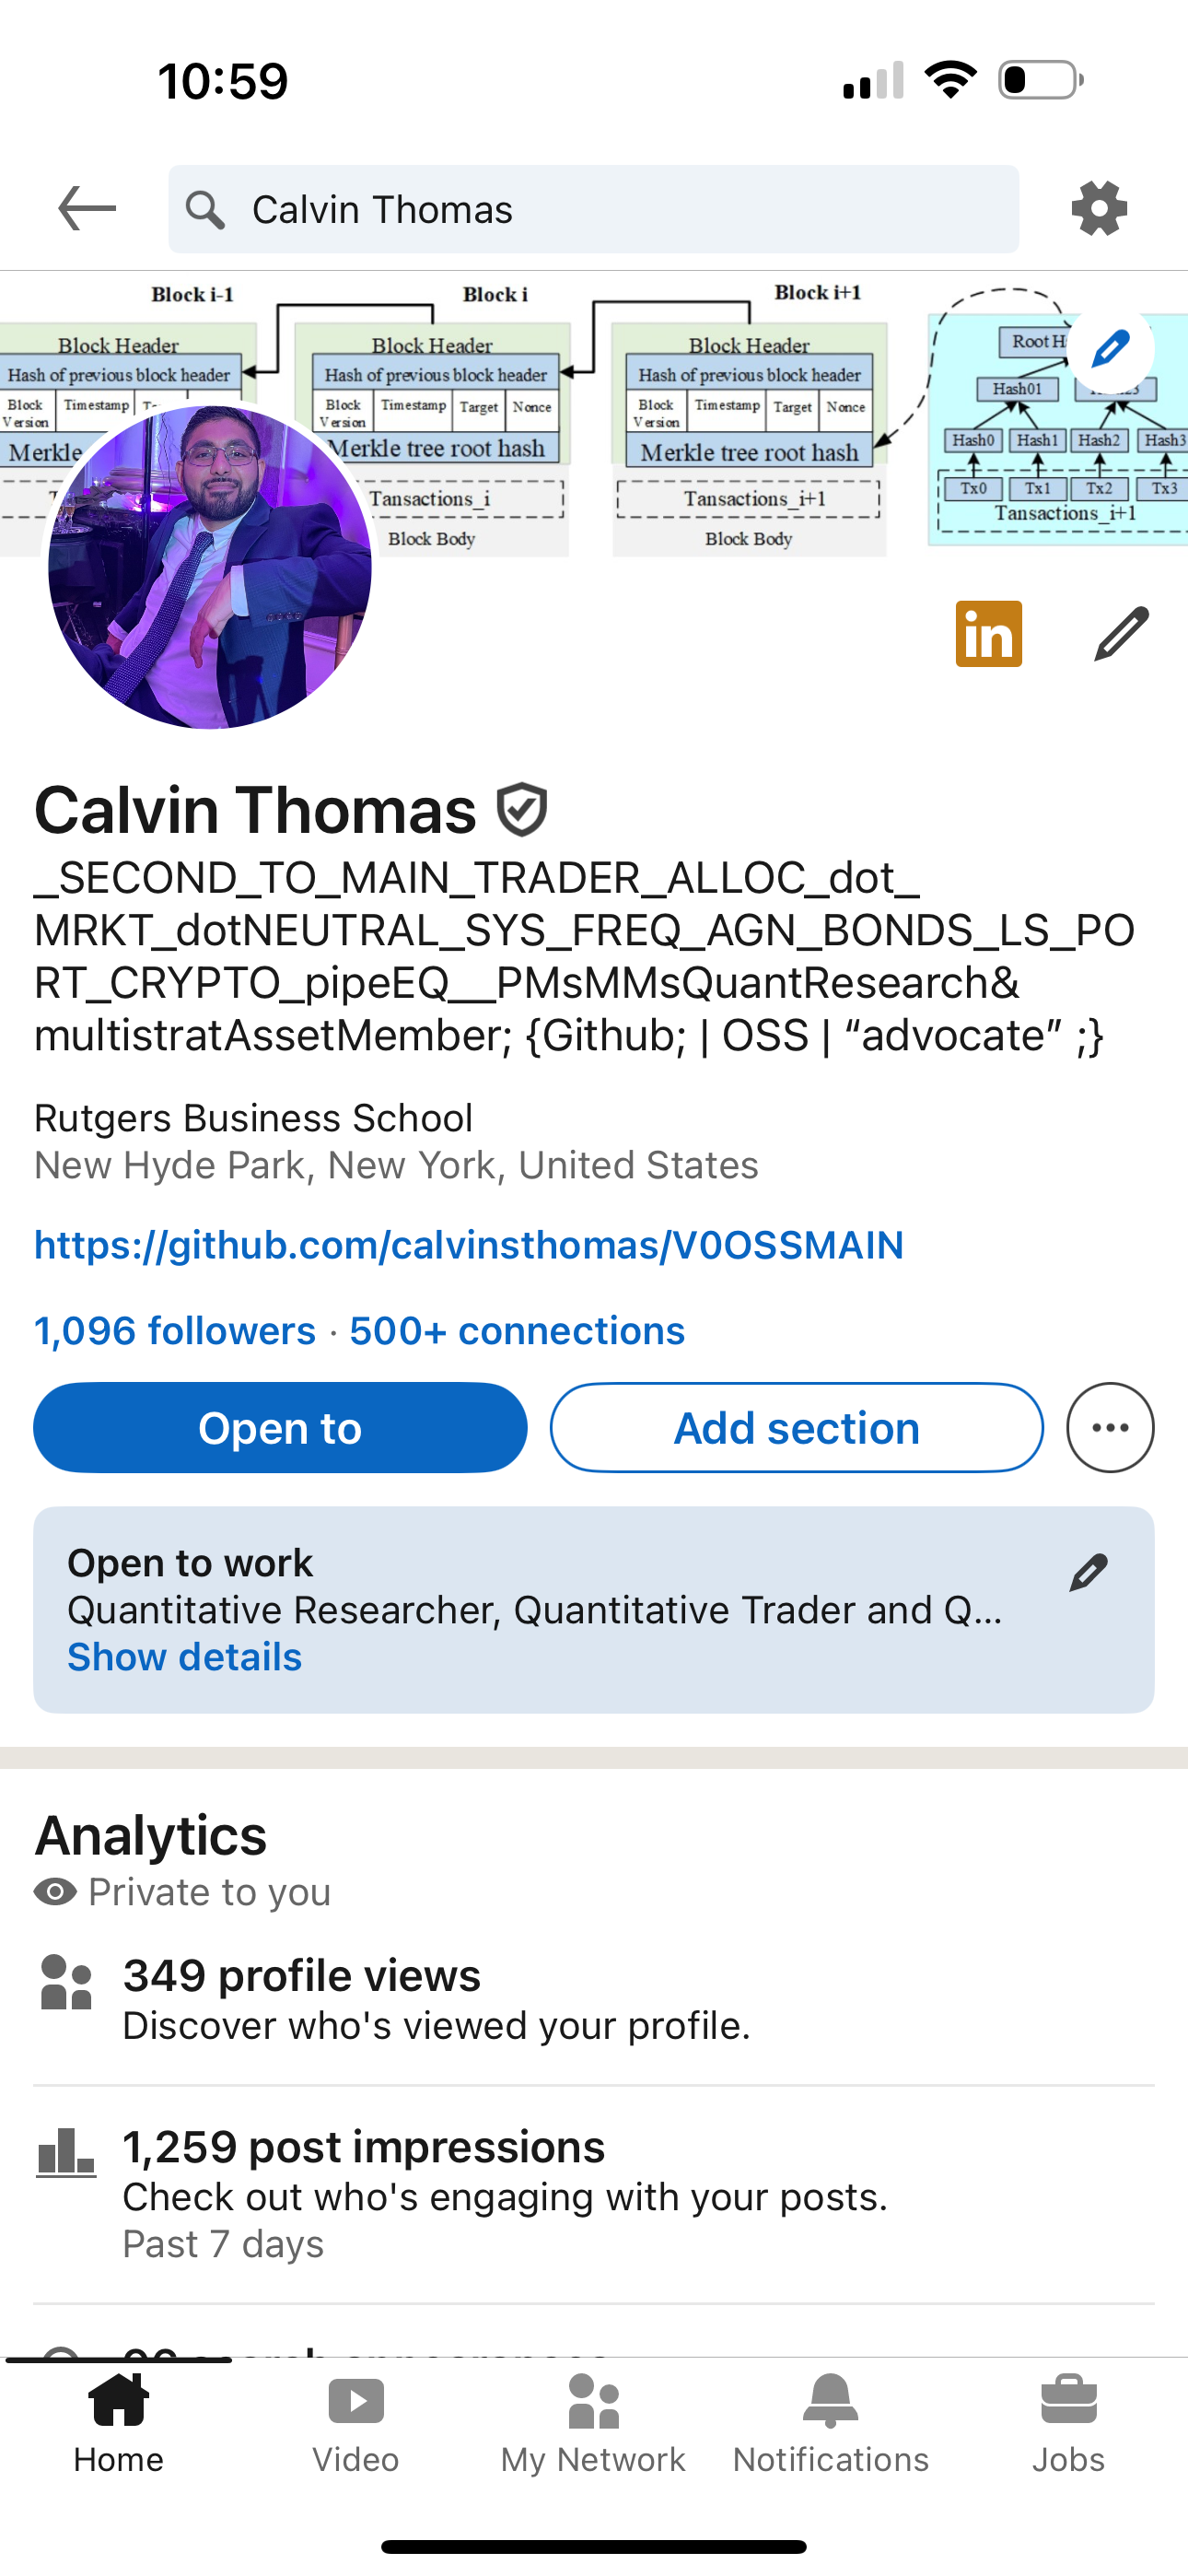 10:59
Calvin Thomas
Block i-1
Block i
Block i+1
Block Header
Block Header
Block Header
Root H
Hash of previous block header
Hash of previous block header
Hash of previous block header
Hash01
Block Version
Timestamp
Block Version
Timestamp
Target
Nonce
Block Version
Timestamp
Target
Nonce
Merkle
Merkle tree root hash
Merkle tree root hash
Hash0
Hash1
Hash2
Hash3
Tansactions_i
Tansactions_i+1
Tx0
Tx1
Tx2
Tx3
Tansactions_i+1
Block Body
Block Body
in
Calvin Thomas
_SECOND_TO_MAIN_TRADER_ALLOC_dot_
MRKT_dotNEUTRAL_SYS_FREQ_AGN_BONDS_LS_PO
RT_CRYPTO_pipeEQ__PMsMMsQuantResearch&
multistratAssetMember; {Github; | OSS | “advocate” ;}
Rutgers Business School
New Hyde Park, New York, United States
https://github.com/calvinsthomas/V0OSSMAIN
1,096 followers · 500+ connections
Open to
Add section
Open to work
Quantitative Researcher, Quantitative Trader and Q...
Show details
Analytics
Private to you
349 profile views
Discover who's viewed your profile.
1,259 post impressions
Check out who's engaging with your posts.
Past 7 days
Home
Video
My Network
Notifications
Jobs